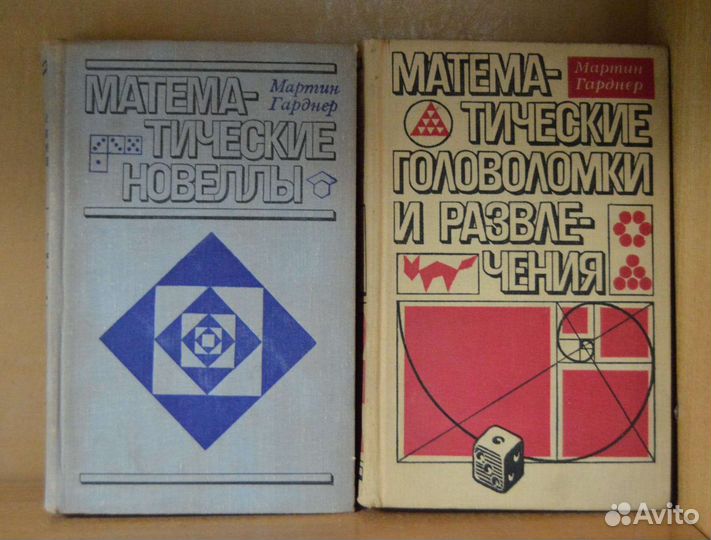 Мартин
Гарднер
МАТЕМА-
ТИЧЕСКИЕ
НОВЕЛЛЫ
Мартин
Гарднер
МАТЕМА-
ТИЧЕСКИЕ
ГОЛОВОЛОМКИ
И РАЗВЛЕ-
ЧЕНИЯ
Avito